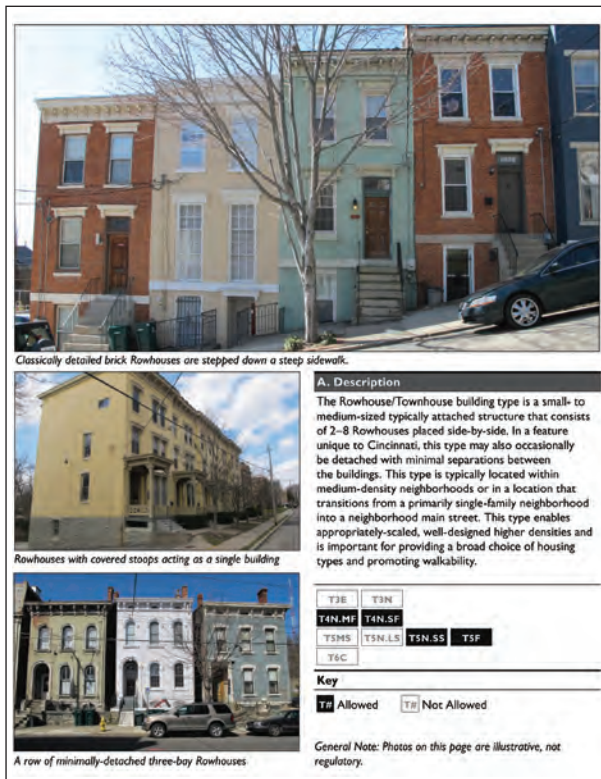 Classically detailed brick Rowhouses are stepped down a steep sidewalk.
Rowhouses with covered stoops acting as a single building
A row of minimally-detached three-bay Rowhouses
A. Description
The Rowhouse/Townhouse building type is a small- to
medium-sized typically attached structure that consists
of 2–8 Rowhouses placed side-by-side. In a feature
unique to Cincinnati, this type may also occasionally
be detached with minimal separations between
the buildings. This type is typically located within
medium-density neighborhoods or in a location that
transitions from a primarily single-family neighborhood
into a neighborhood main street. This type enables
appropriately-scaled, well-designed higher densities and
is important for providing a broad choice of housing
types and promoting walkability.
T3E T3N
T4N.MF T4N.SF
T5MS T5N.LS T5N.SS T5F
T6C
Key
T# Allowed T# Not Allowed
General Note: Photos on this page are illustrative, not
regulatory.